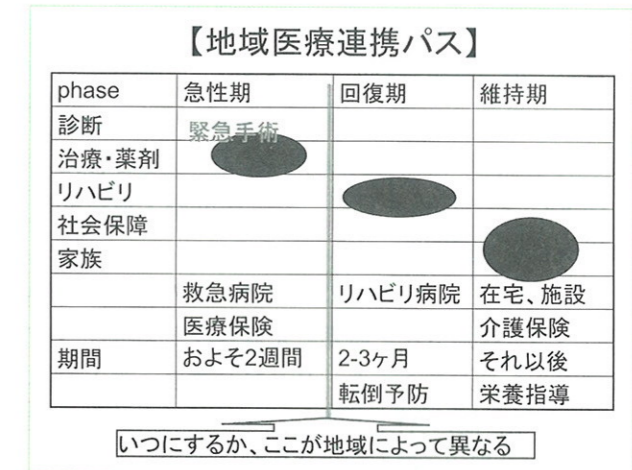 【地域医療連携パス】
phase 急性期 回復期 維持期
診断 緊急手術
治療・薬剤
リハビリ
社会保障
家族
救急病院 リハビリ病院 在宅、施設
医療保険 介護保険
期間 およそ2週間 2-3ヶ月 それ以後
転倒予防 栄養指導
いつにするか、ここが地域によって異なる